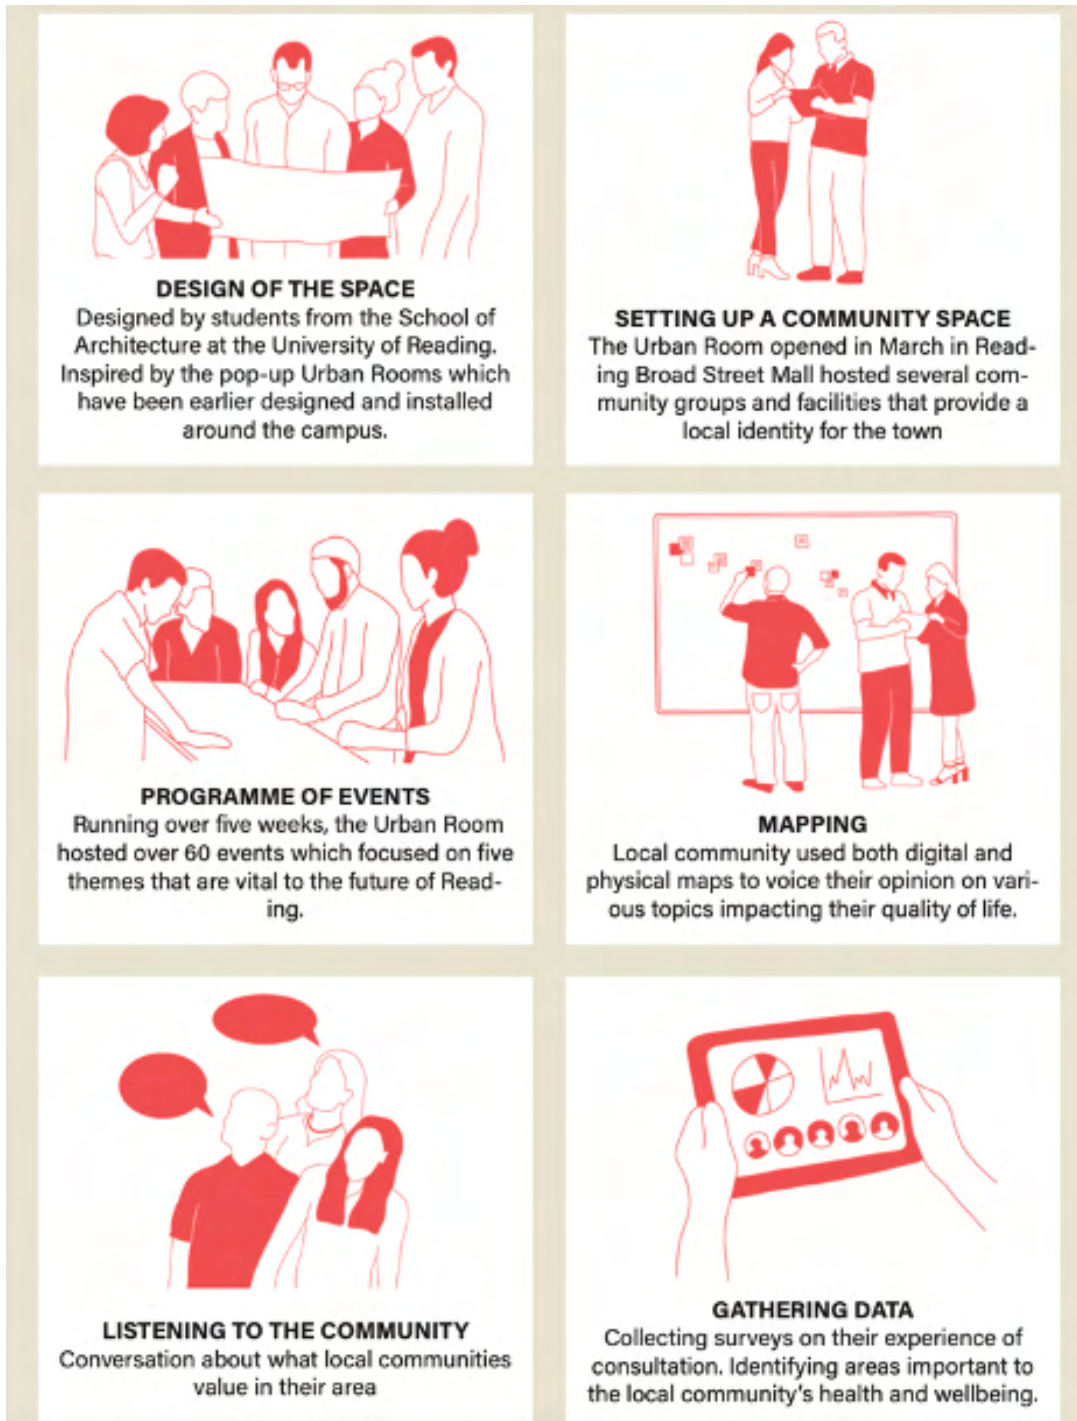 DESIGN OF THE SPACE
Designed by students from the School of
Architecture at the University of Reading.
Inspired by the pop-up Urban Rooms which
have been earlier designed and installed
around the campus.
SETTING UP A COMMUNITY SPACE
The Urban Room opened in March in Read-
ing Broad Street Mall hosted several com-
munity groups and facilities that provide a
local identity for the town
PROGRAMME OF EVENTS
Running over five weeks, the Urban Room
hosted over 60 events which focused on five
themes that are vital to the future of Read-
ing.
MAPPING
Local community used both digital and
physical maps to voice their opinion on vari-
ous topics impacting their quality of life.
LISTENING TO THE COMMUNITY
Conversation about what local communities
value in their area
GATHERING DATA
Collecting surveys on their experience of
consultation. Identifying areas important to
the local community's health and wellbeing.